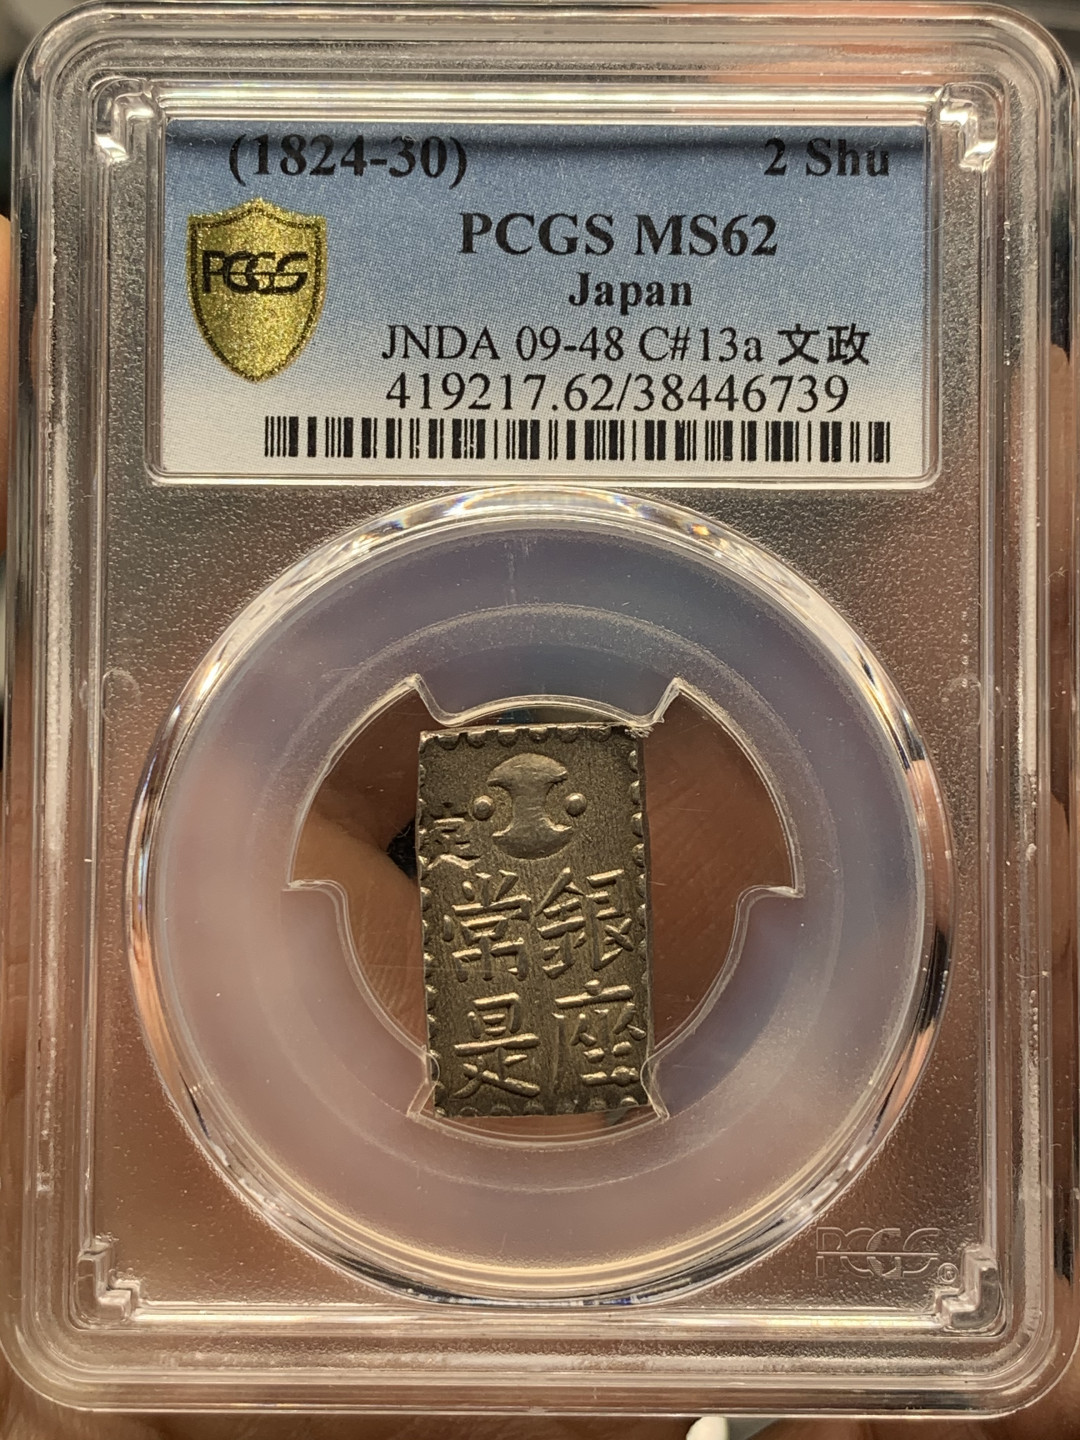 (1824-30) 2 Shu
PCGS MS62
PCGS
Japan
JNDA 09-48 C#13a 文政
419217.62/38446739
定
銀座
常是
PCGS